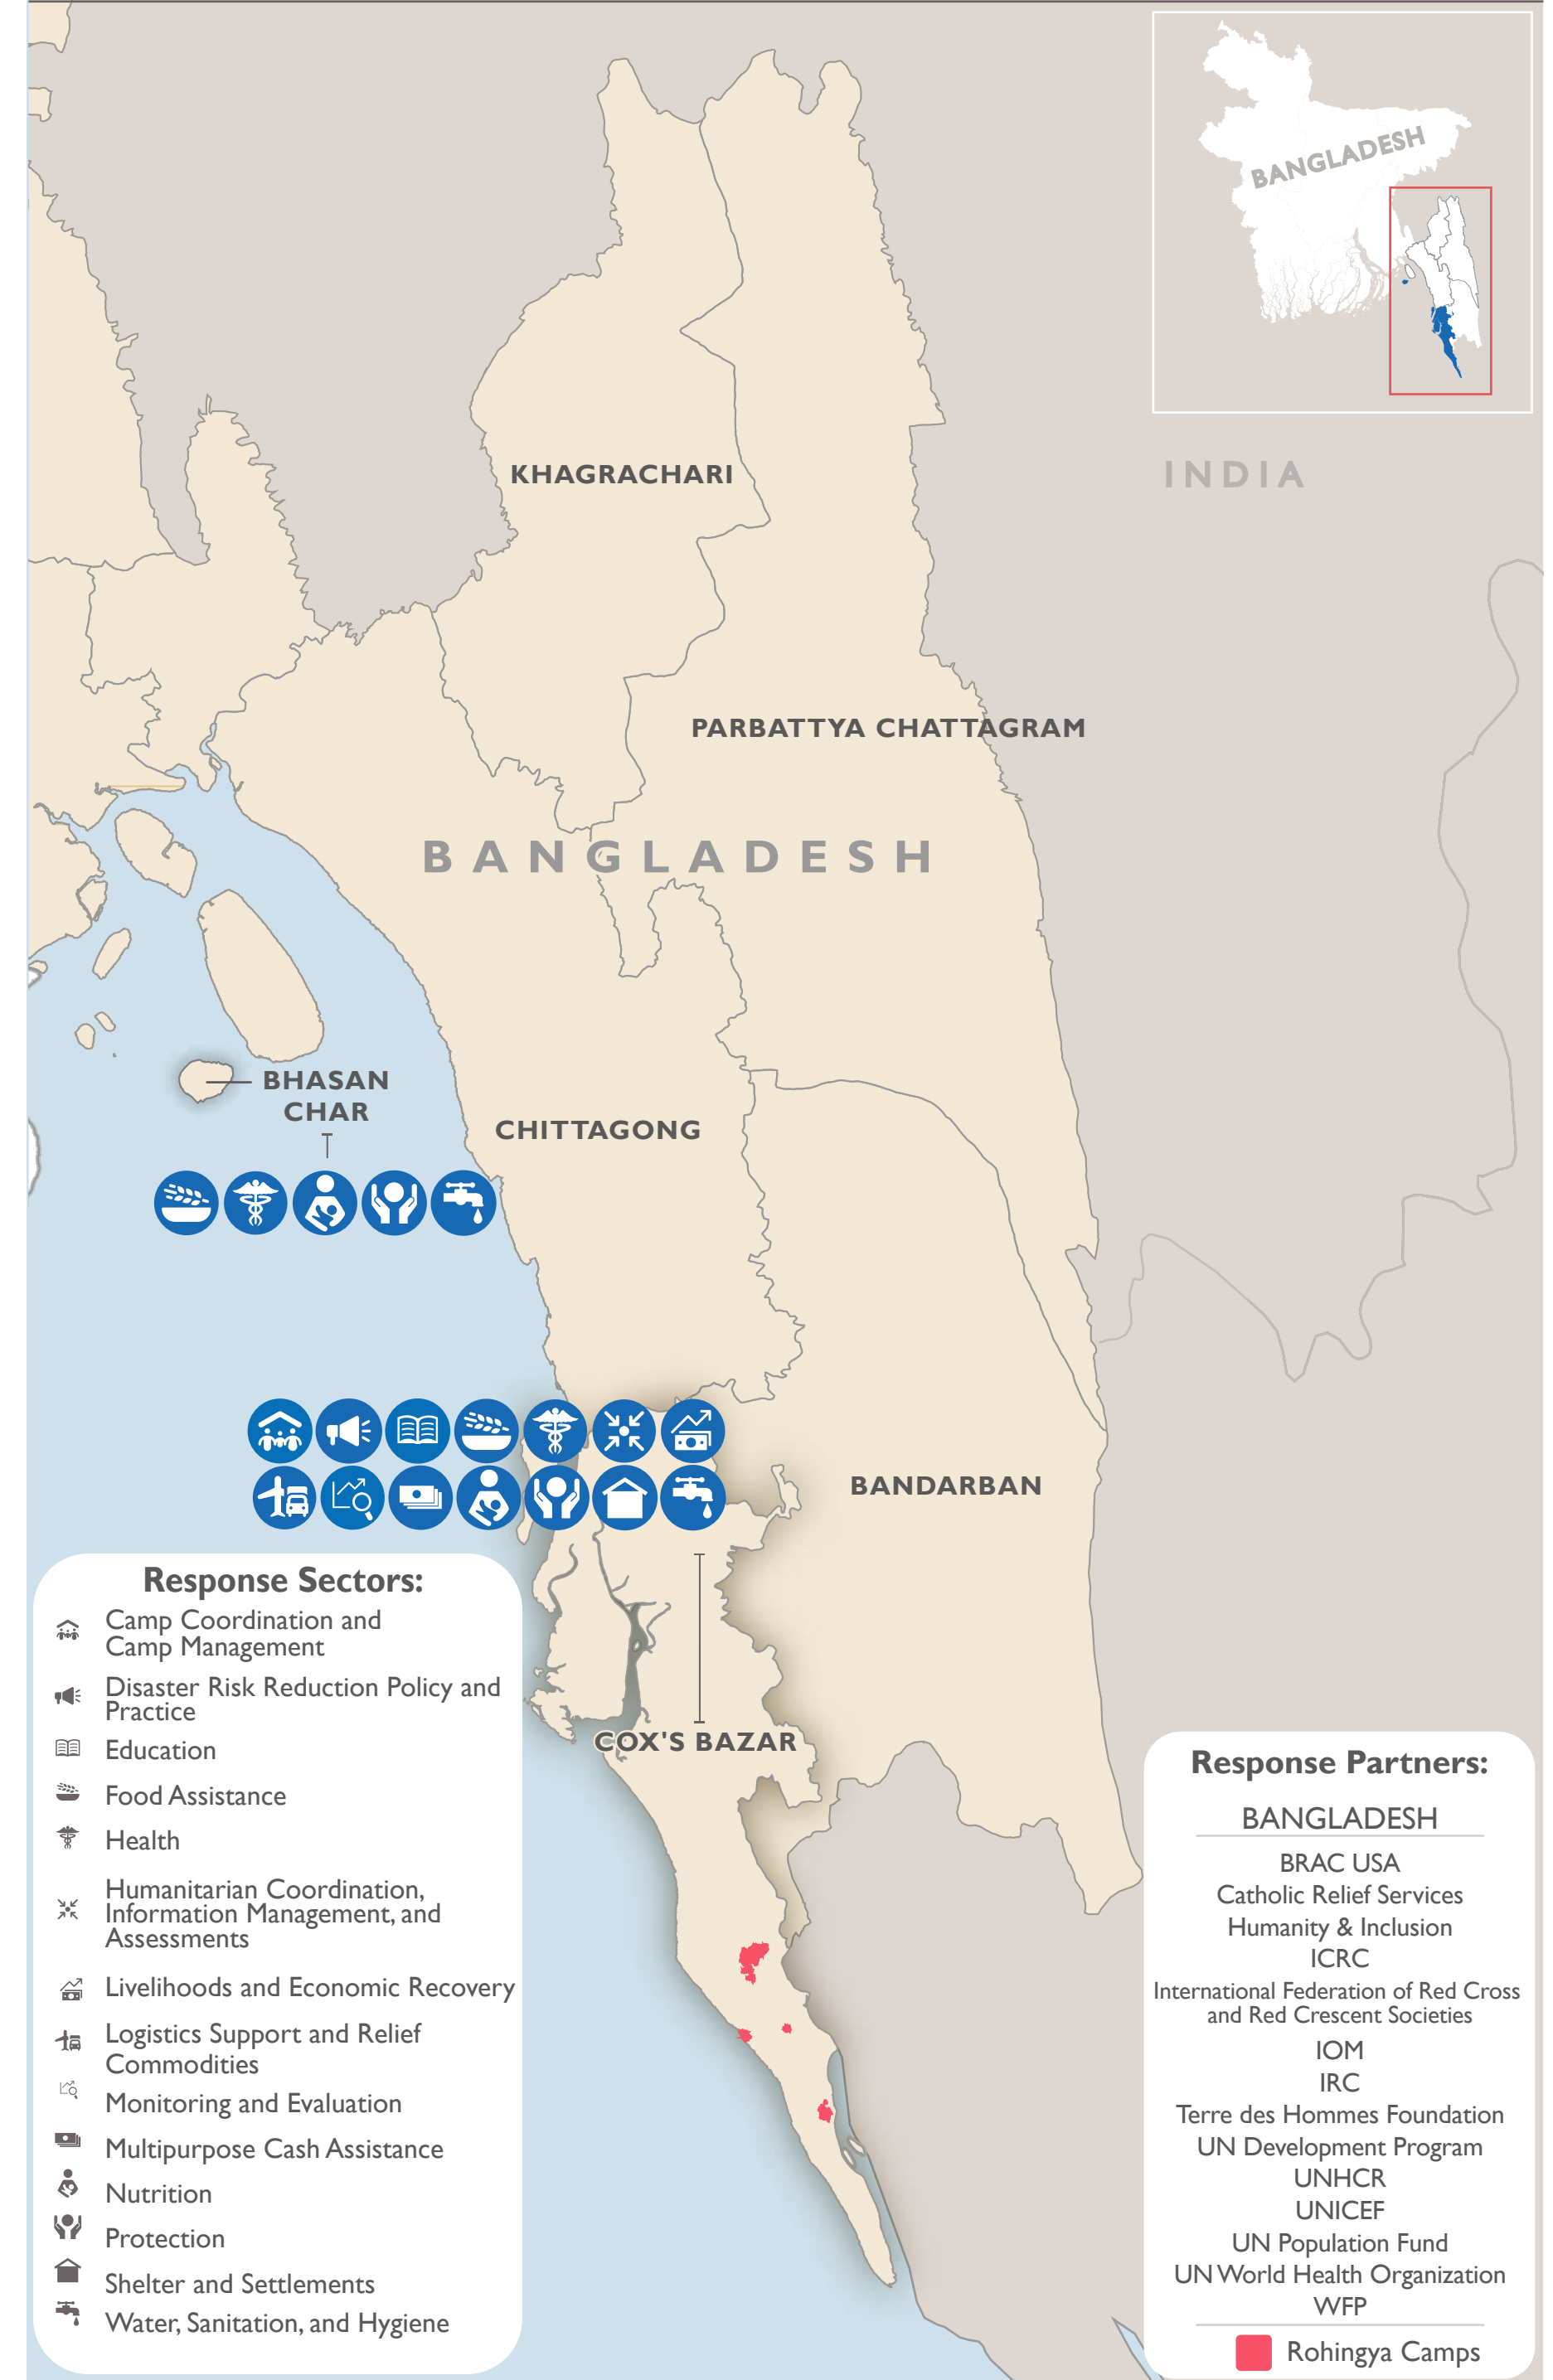 BANGLADESH
INDIA
KHAGRACHARI
PARBATTYA CHATTAGRAM
BANGLADESH
BHASAN
CHAR
CHITTAGONG
BANDARBAN
COX'S BAZAR
Response Sectors:
Camp Coordination and
Camp Management
Disaster Risk Reduction Policy and
Practice
Education
Food Assistance
Health
Humanitarian Coordination,
Information Management, and
Assessments
Livelihoods and Economic Recovery
Logistics Support and Relief
Commodities
Monitoring and Evaluation
Multipurpose Cash Assistance
Nutrition
Protection
Shelter and Settlements
Water, Sanitation, and Hygiene
Response Partners:
BANGLADESH
BRAC USA
Catholic Relief Services
Humanity & Inclusion
ICRC
International Federation of Red Cross
and Red Crescent Societies
IOM
IRC
Terre des Hommes Foundation
UN Development Program
UNHCR
UNICEF
UN Population Fund
UN World Health Organization
WFP
Rohingya Camps